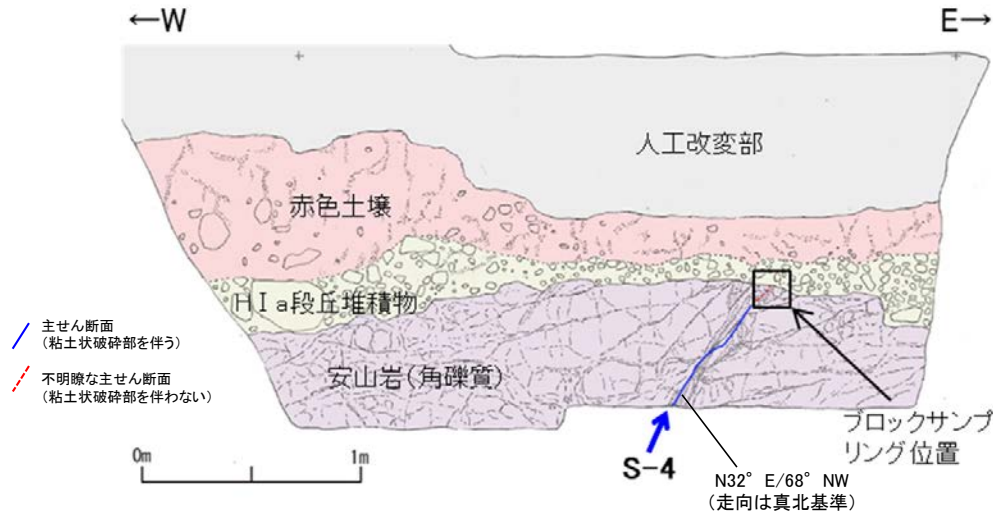 ←W
E→
人工改変部
赤色土壌
HⅠa段丘堆積物
安山岩(角礫質)
主せん断面
(粘土状破砕部を伴う)
不明瞭な主せん断面
(粘土状破砕部を伴わない)
ブロックサンプ
リング位置
S-4
N32° E/68° NW
(走向は真北基準)
0m
1m